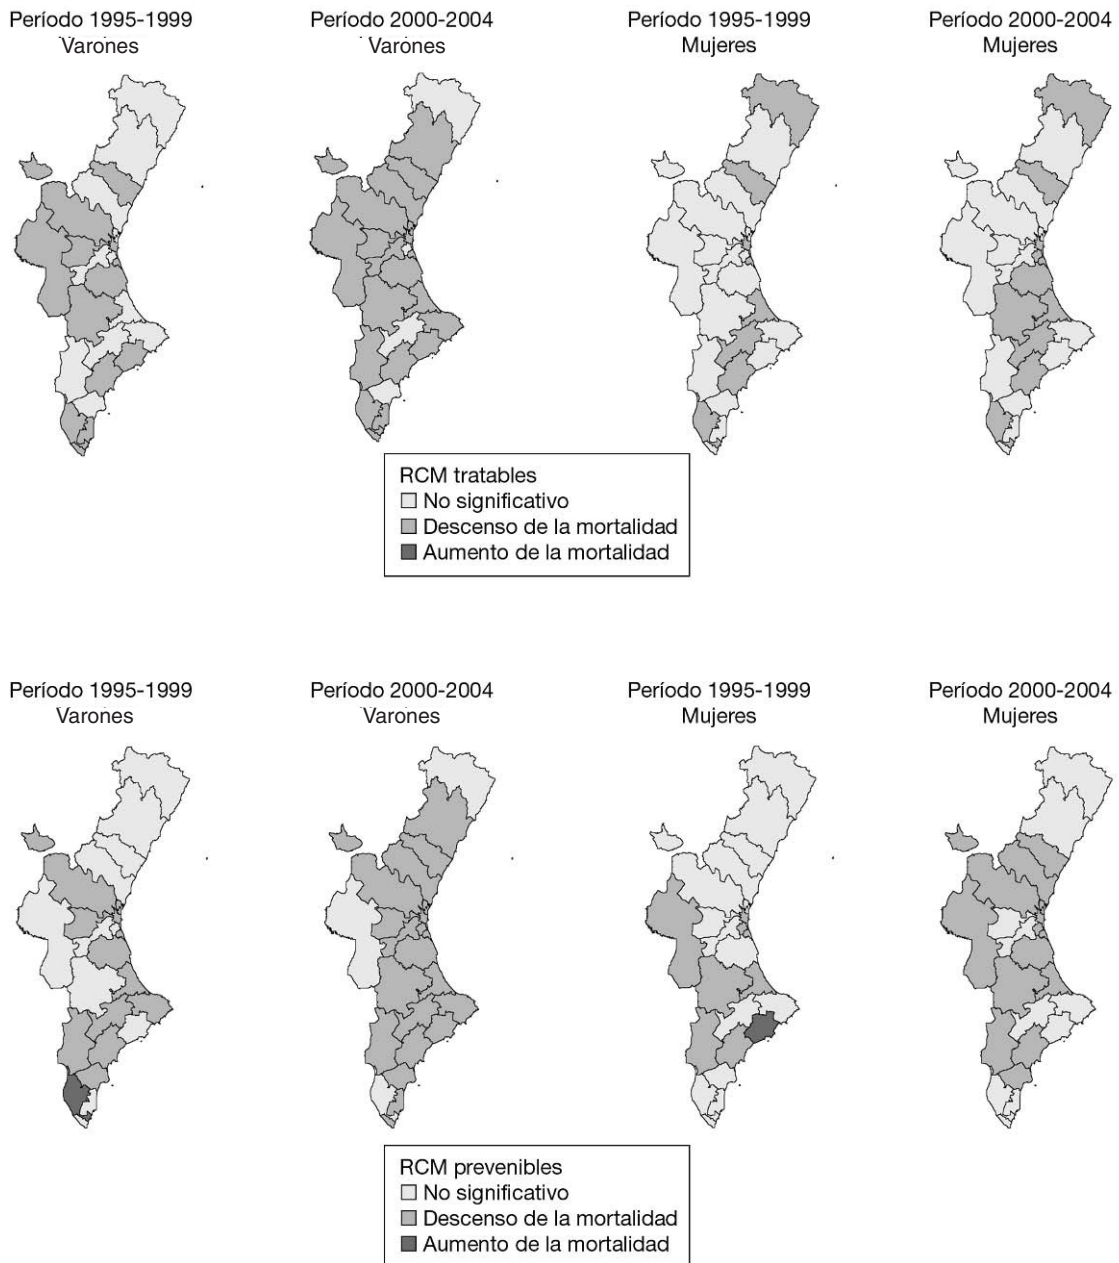 Período 1995-1999
Varones
Período 2000-2004
Varones
Período 1995-1999
Mujeres
Período 2000-2004
Mujeres
RCM tratables
No significativo
Descenso de la mortalidad
Aumento de la mortalidad
Período 1995-1999
Varones
Período 2000-2004
Varones
Período 1995-1999
Mujeres
Período 2000-2004
Mujeres
RCM prevenibles
No significativo
Descenso de la mortalidad
Aumento de la mortalidad